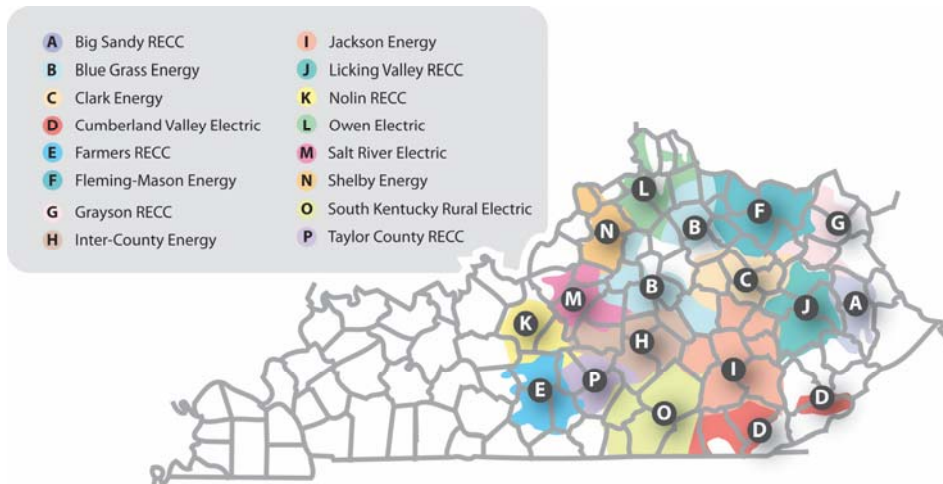 A Big Sandy RECC
B Blue Grass Energy
C Clark Energy
D Cumberland Valley Electric
E Farmers RECC
F Fleming-Mason Energy
G Grayson RECC
H Inter-County Energy
I Jackson Energy
J Licking Valley RECC
K Nolin RECC
L Owen Electric
M Salt River Electric
N Shelby Energy
O South Kentucky Rural Electric
P Taylor County RECC
L
B
F
G
N
M
B
C
J
A
K
H
E
P
I
O
D
D